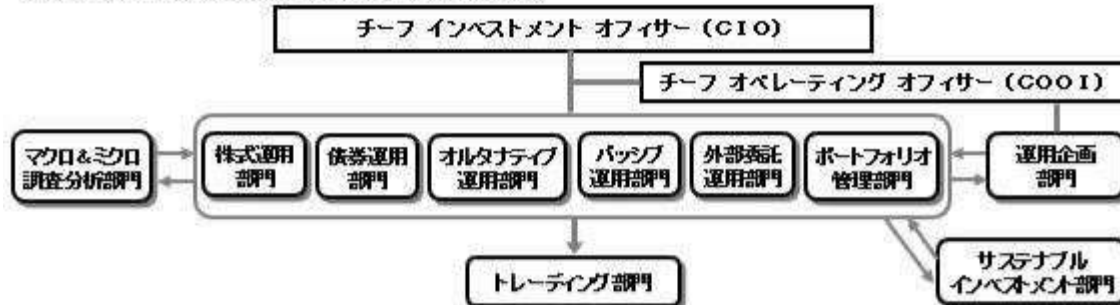 チーフ インベストメント オフィサー (CIO)
チーフ オペレーティング オフィサー (COOI)
マクロ&ミクロ
調査分析部門
株式運用
部門
債券運用
部門
オルタナティブ
運用部門
パッシブ
運用部門
外部委託
運用部門
ポートフォリオ
管理部門
運用企画
部門
トレーディング部門
サステナブル
インベストメント部門